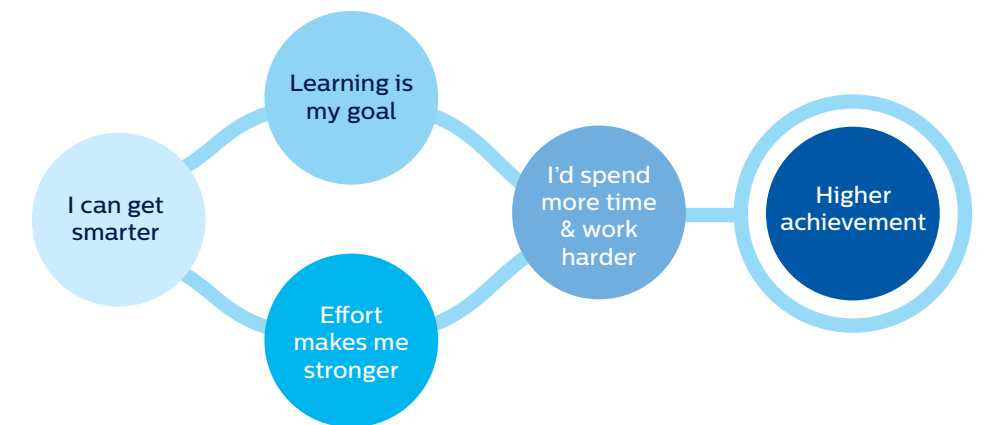 Learning is
my goal
I can get
smarter
Effort
makes me
stronger
I’d spend
more time
& work
harder
Higher
achievement